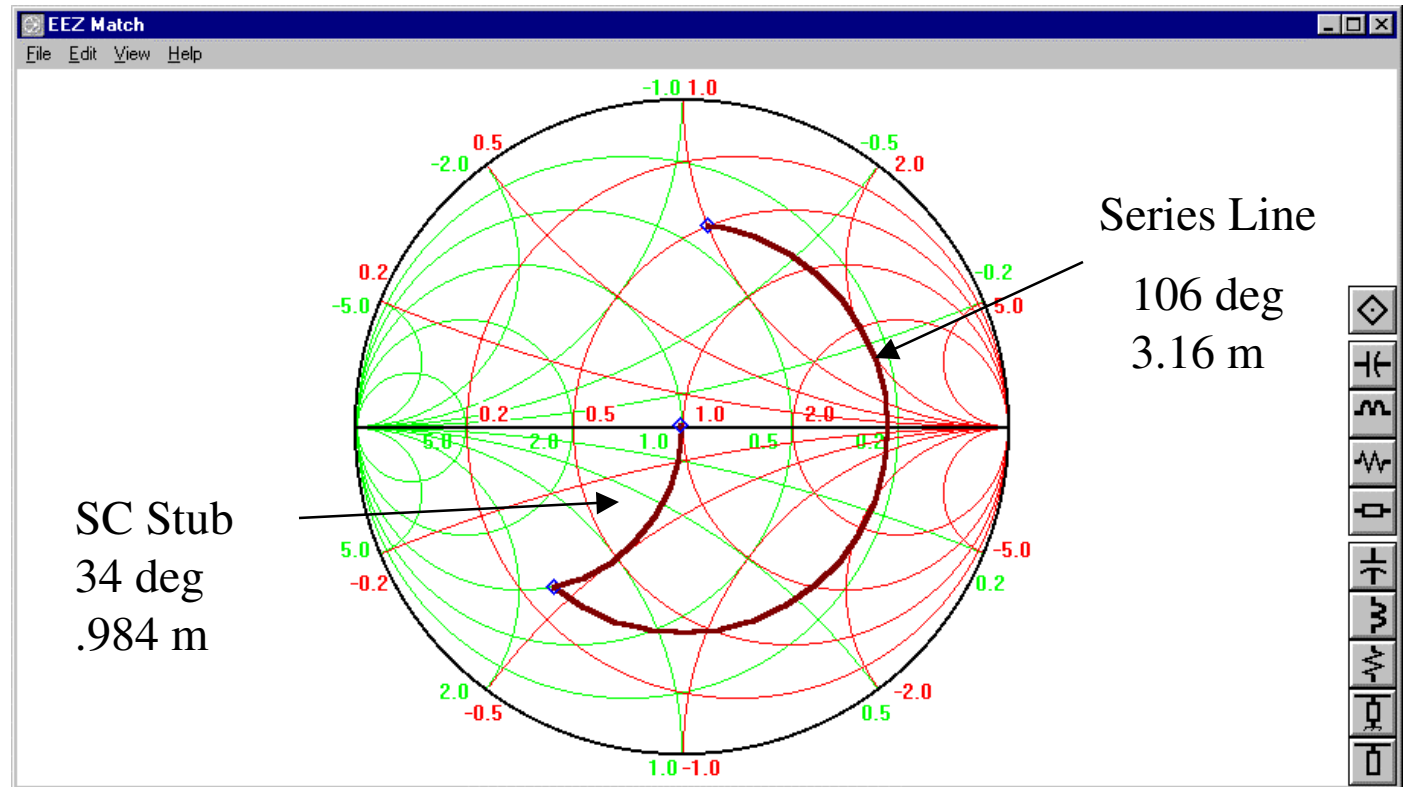 EEZ Match
File Edit View Help
-1.0 1.0
0.5
-2.0
-0.5
2.0
Series Line
106 deg
3.16 m
0.2
-5.0
-0.2
5.0
0.2 0.5 1.0 2.0
5.0 2.0 1.0 0.5 0.2
SC Stub
34 deg
.984 m
5.0
-0.2
-5.0
0.2
2.0
-0.5
-2.0
0.5
1.0 -1.0